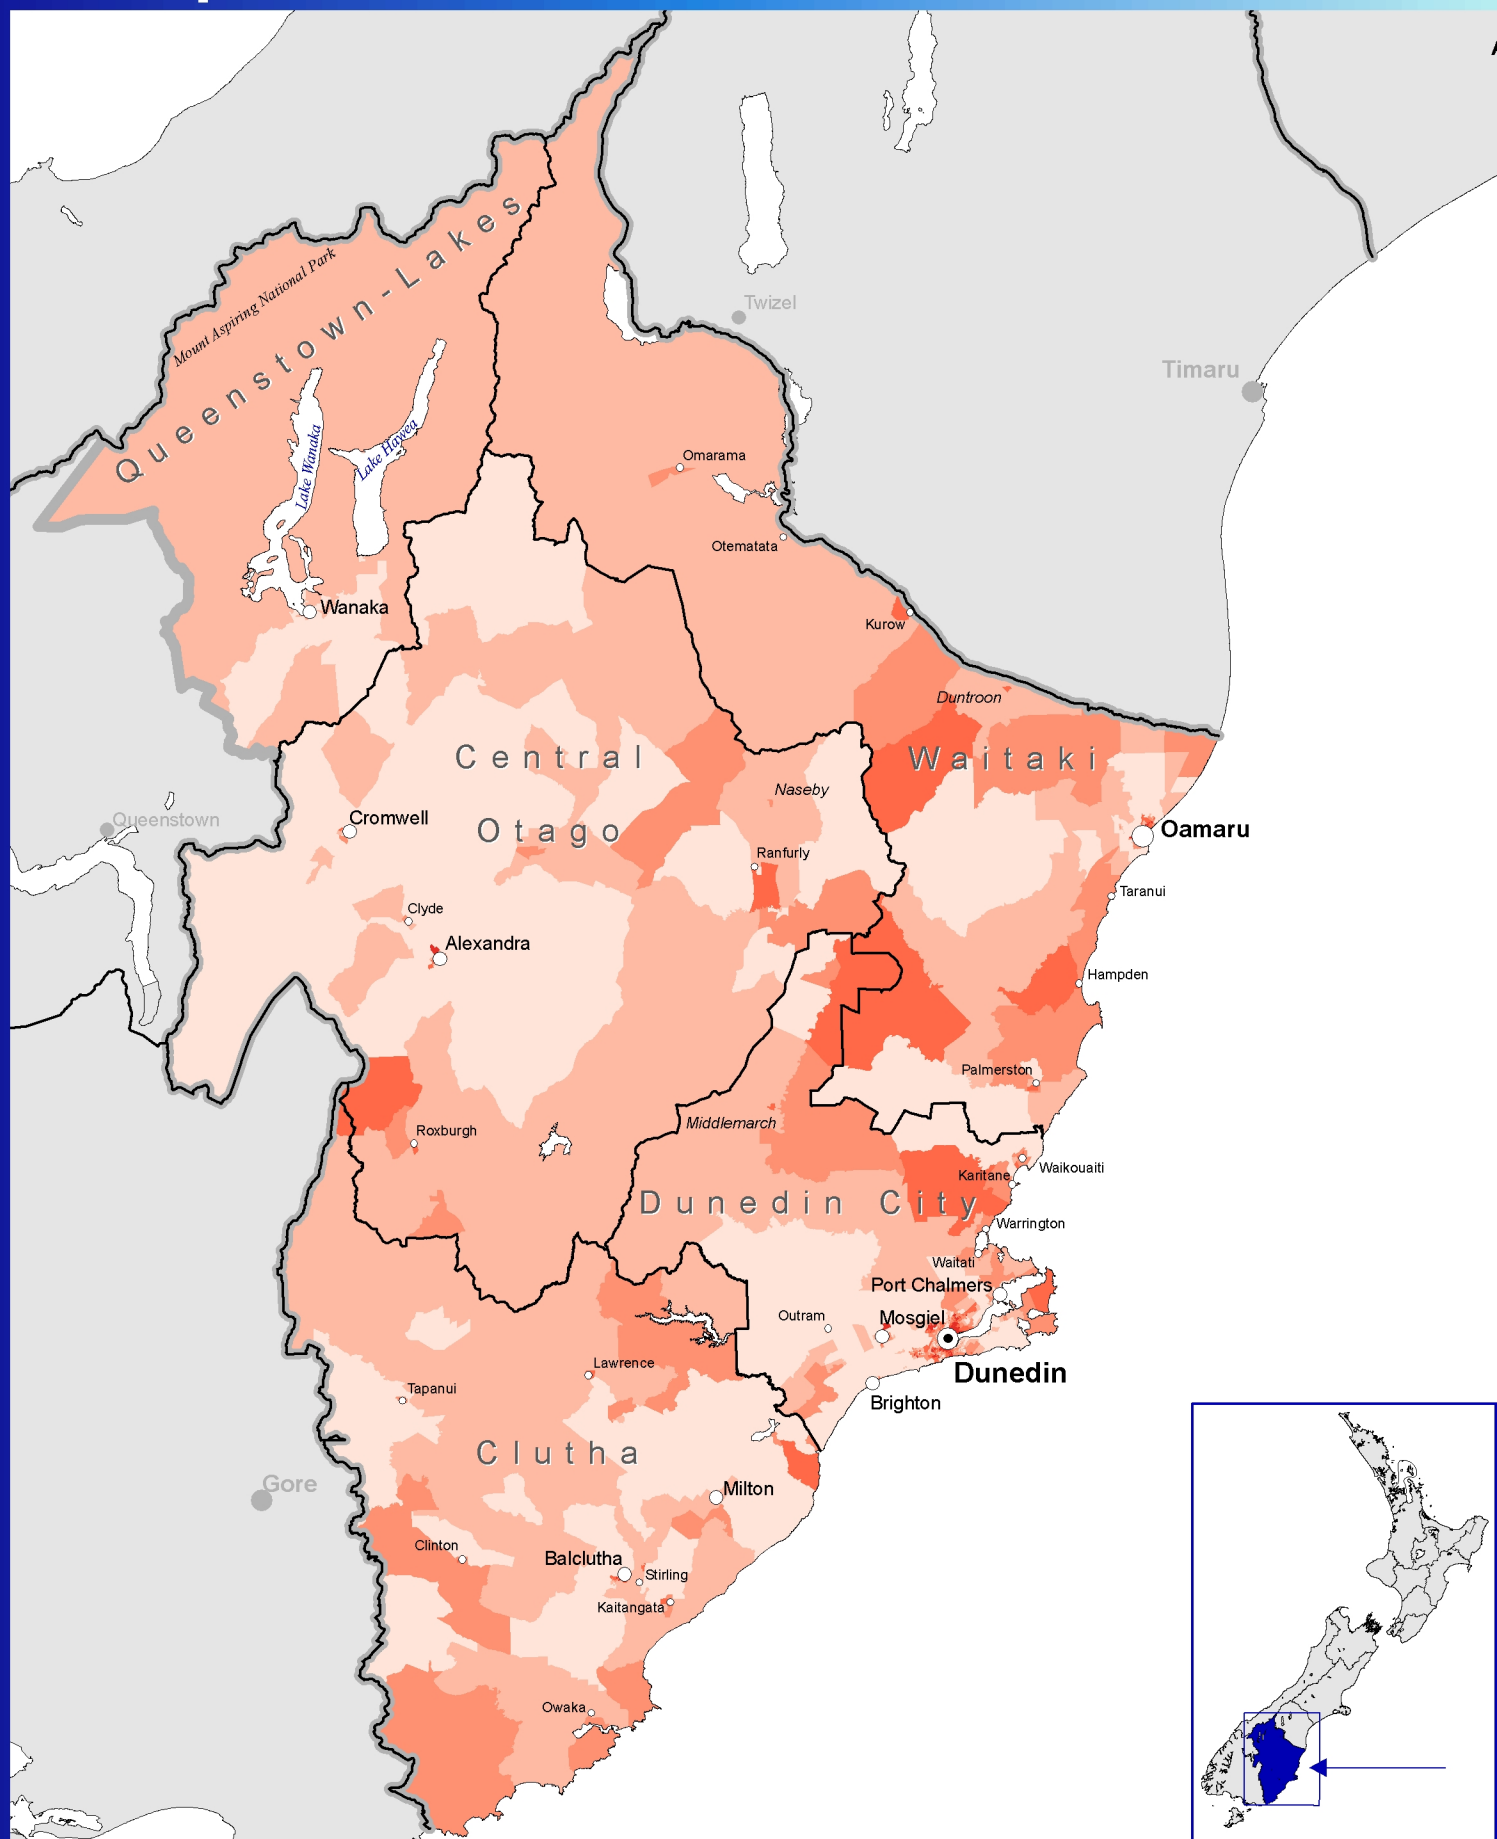 Twizel
Timaru
Queenstown-Lakes
Mount Aspiring National Park
Lake Wanaka
Lake Hawea
Omarama
Otematata
Wanaka
Kurow
Duntroon
Waitaki
Central
Otago
Naseby
Queenstown
Cromwell
Oamaru
Ranfurly
Taranui
Clyde
Alexandra
Hampden
Palmerston
Middlemarch
Roxburgh
Waikouaiti
Karitane
Dunedin City
Warrington
Waitati
Port Chalmers
Outram
Mosgiel
Lawrence
Dunedin
Tapanui
Brighton
Clutha
Gore
Milton
Clinton
Balclutha
Stirling
Kaitangata
Owaka